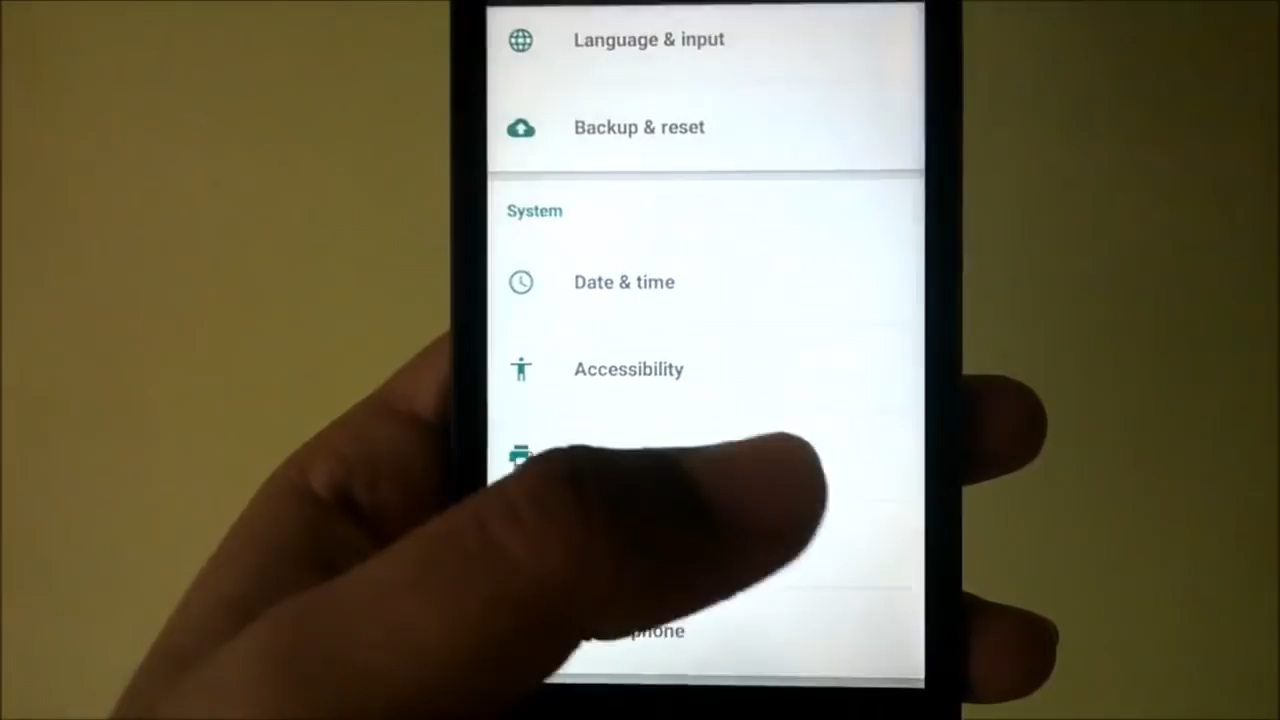 Language & input
Backup & reset
System
Date & time
Accessibility
phone